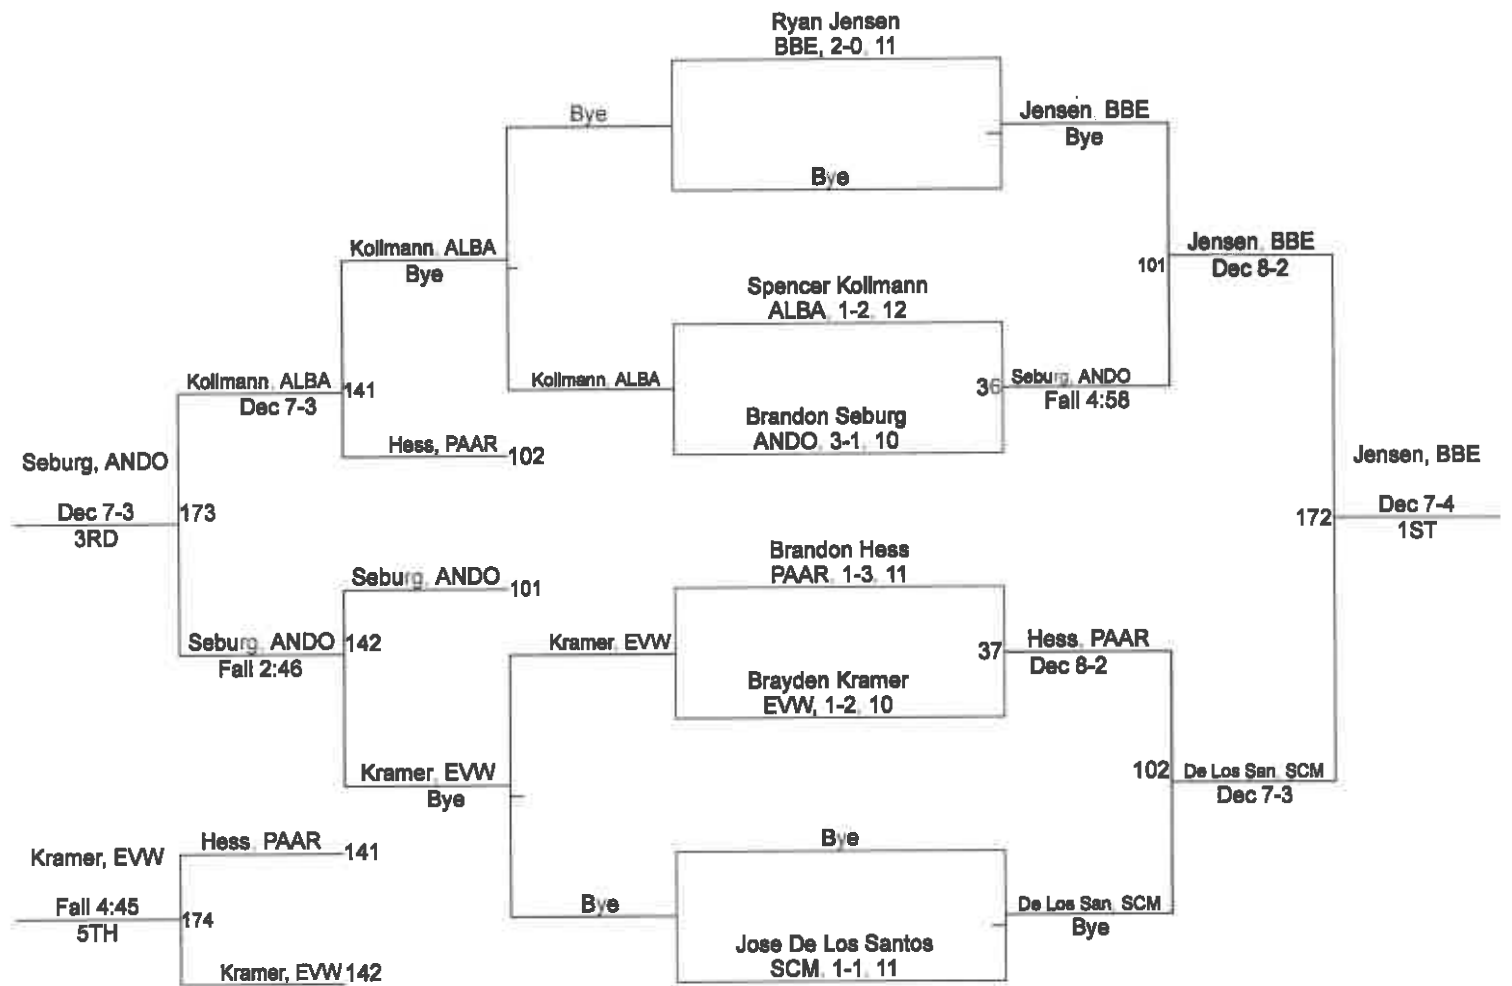 Ryan Jensen
BBE, 2-0, 11
Bye
Jensen, BBE
Bye
Bye
Kollmann, ALBA
Bye
Jensen, BBE
101
Dec 8-2
Spencer Kollmann
ALBA, 1-2, 12
Kollmann, ALBA
141
Dec 7-3
Kollmann, ALBA
36
Seburg, ANDO
Fall 4:58
Brandon Seburg
ANDO, 3-1, 10
Hess, PAAR
102
Seburg, ANDO
Jensen, BBE
Dec 7-3
173
3RD
172
Dec 7-4
1ST
Brandon Hess
PAAR, 1-3, 11
Seburg, ANDO
101
Seburg, ANDO
142
Fall 2:46
Kramer, EVW
37
Hess, PAAR
Dec 8-2
Brayden Kramer
EVW, 1-2, 10
Kramer, EVW
Bye
102
De Los San, SCM
Dec 7-3
Kramer, EVW
Hess, PAAR
141
Bye
Fall 4:45
174
5TH
Bye
De Los San, SCM
Bye
Jose De Los Santos
SCM, 1-1, 11
Kramer, EVW
142